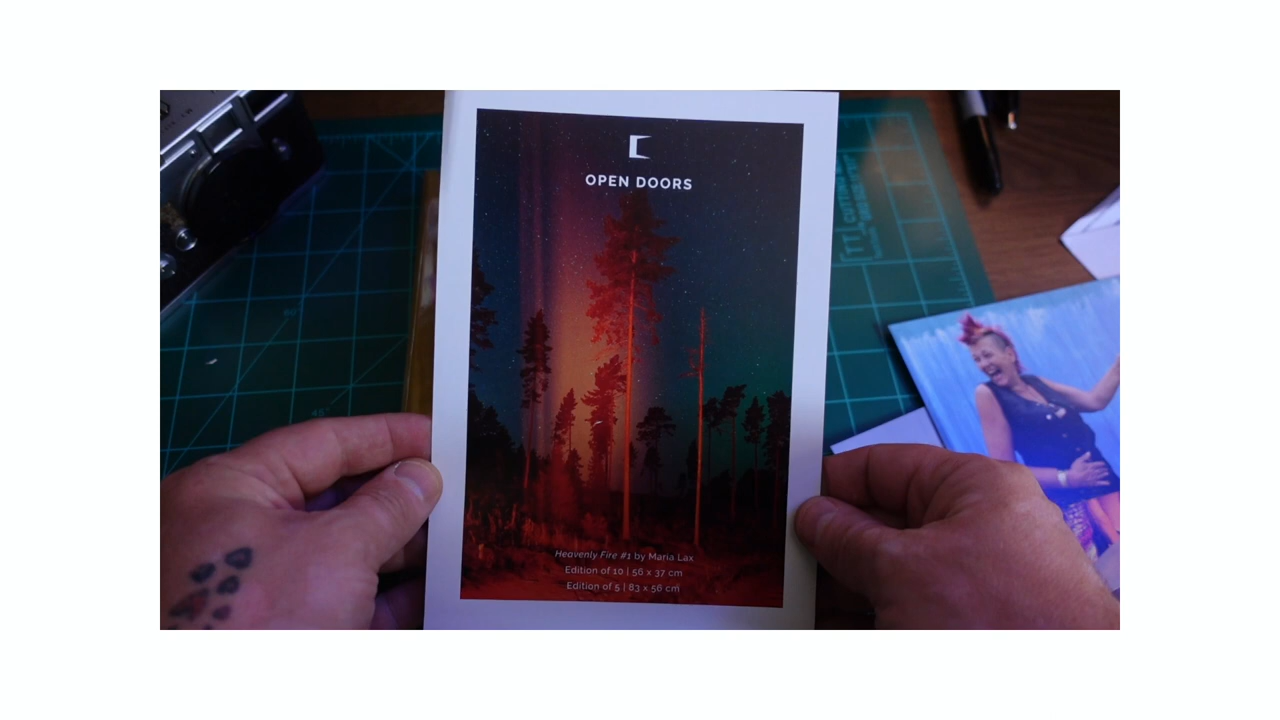 OPEN DOORS
Heavenly Fire #1 by Maria Lax
Edition of 10 | 56 x 37 cm
Edition of 5 | 83 x 56 cm
45°